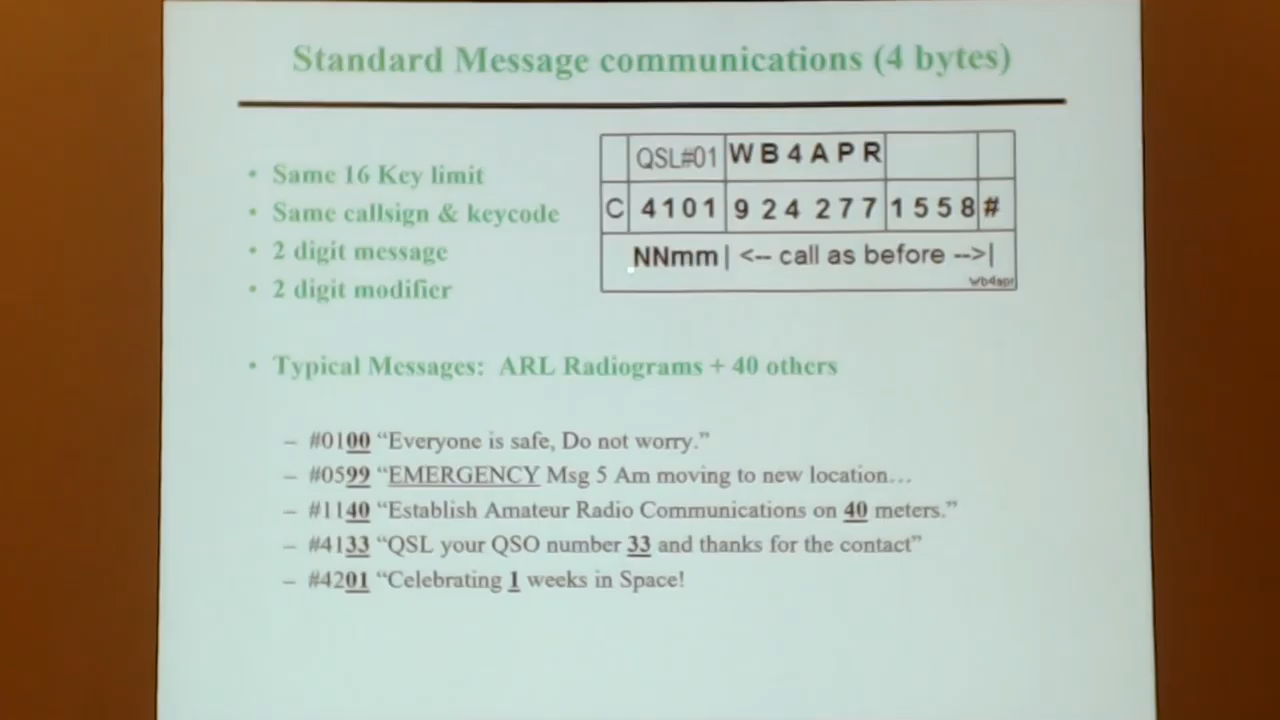 Standard Message communications (4 bytes)
• Same 16 Key limit
• Same callsign & keycode
• 2 digit message
• 2 digit modifier
QSL#01 WB4APR
C 4101 924277 1558 #
NNmm| <-- call as before -->|
wb4apr
• Typical Messages: ARL Radiograms + 40 others
– #0100 “Everyone is safe, Do not worry.”
– #0599 “EMERGENCY Msg 5 Am moving to new location…
– #1140 “Establish Amateur Radio Communications on 40 meters.”
– #4133 “QSL your QSO number 33 and thanks for the contact”
– #4201 “Celebrating 1 weeks in Space!